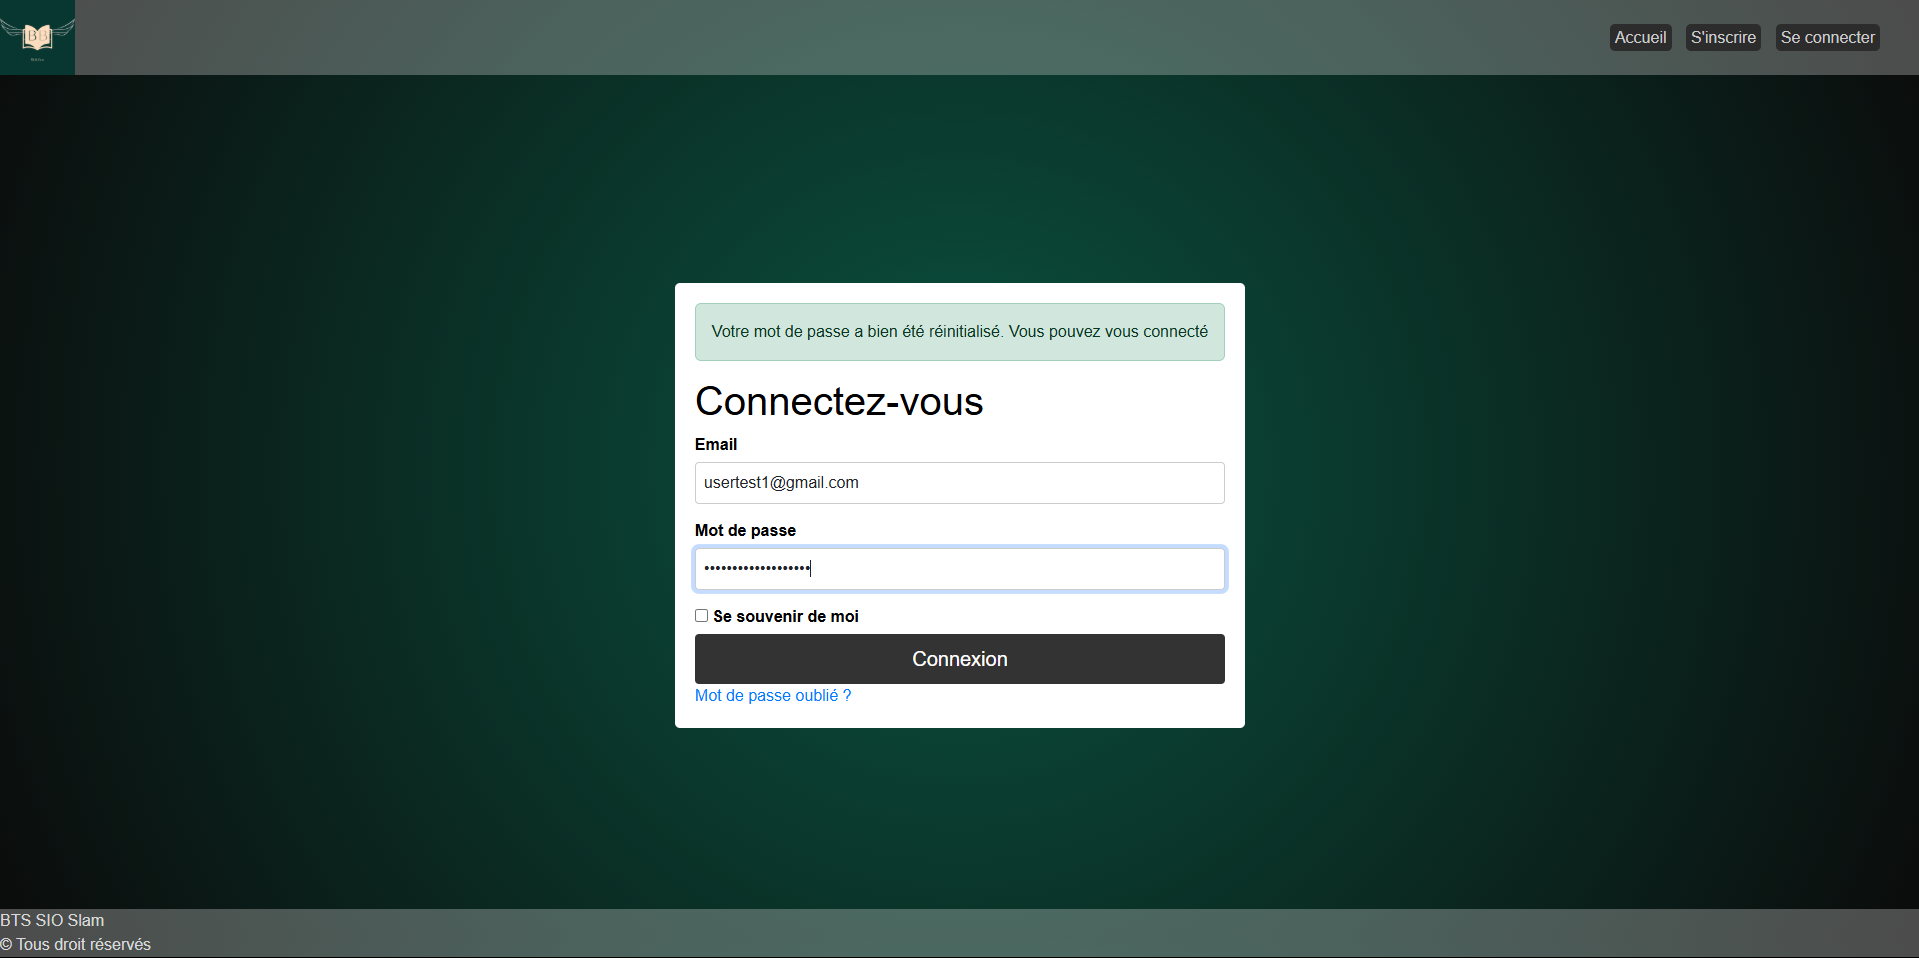 BB
Accueil
S'inscrire
Se connecter
Votre mot de passe a bien été réinitialisé. Vous pouvez vous connecté
Connectez-vous
Email
usertest1@gmail.com
Mot de passe
Se souvenir de moi
Connexion
Mot de passe oublié ?
BTS SIO Slam
© Tous droit réservés